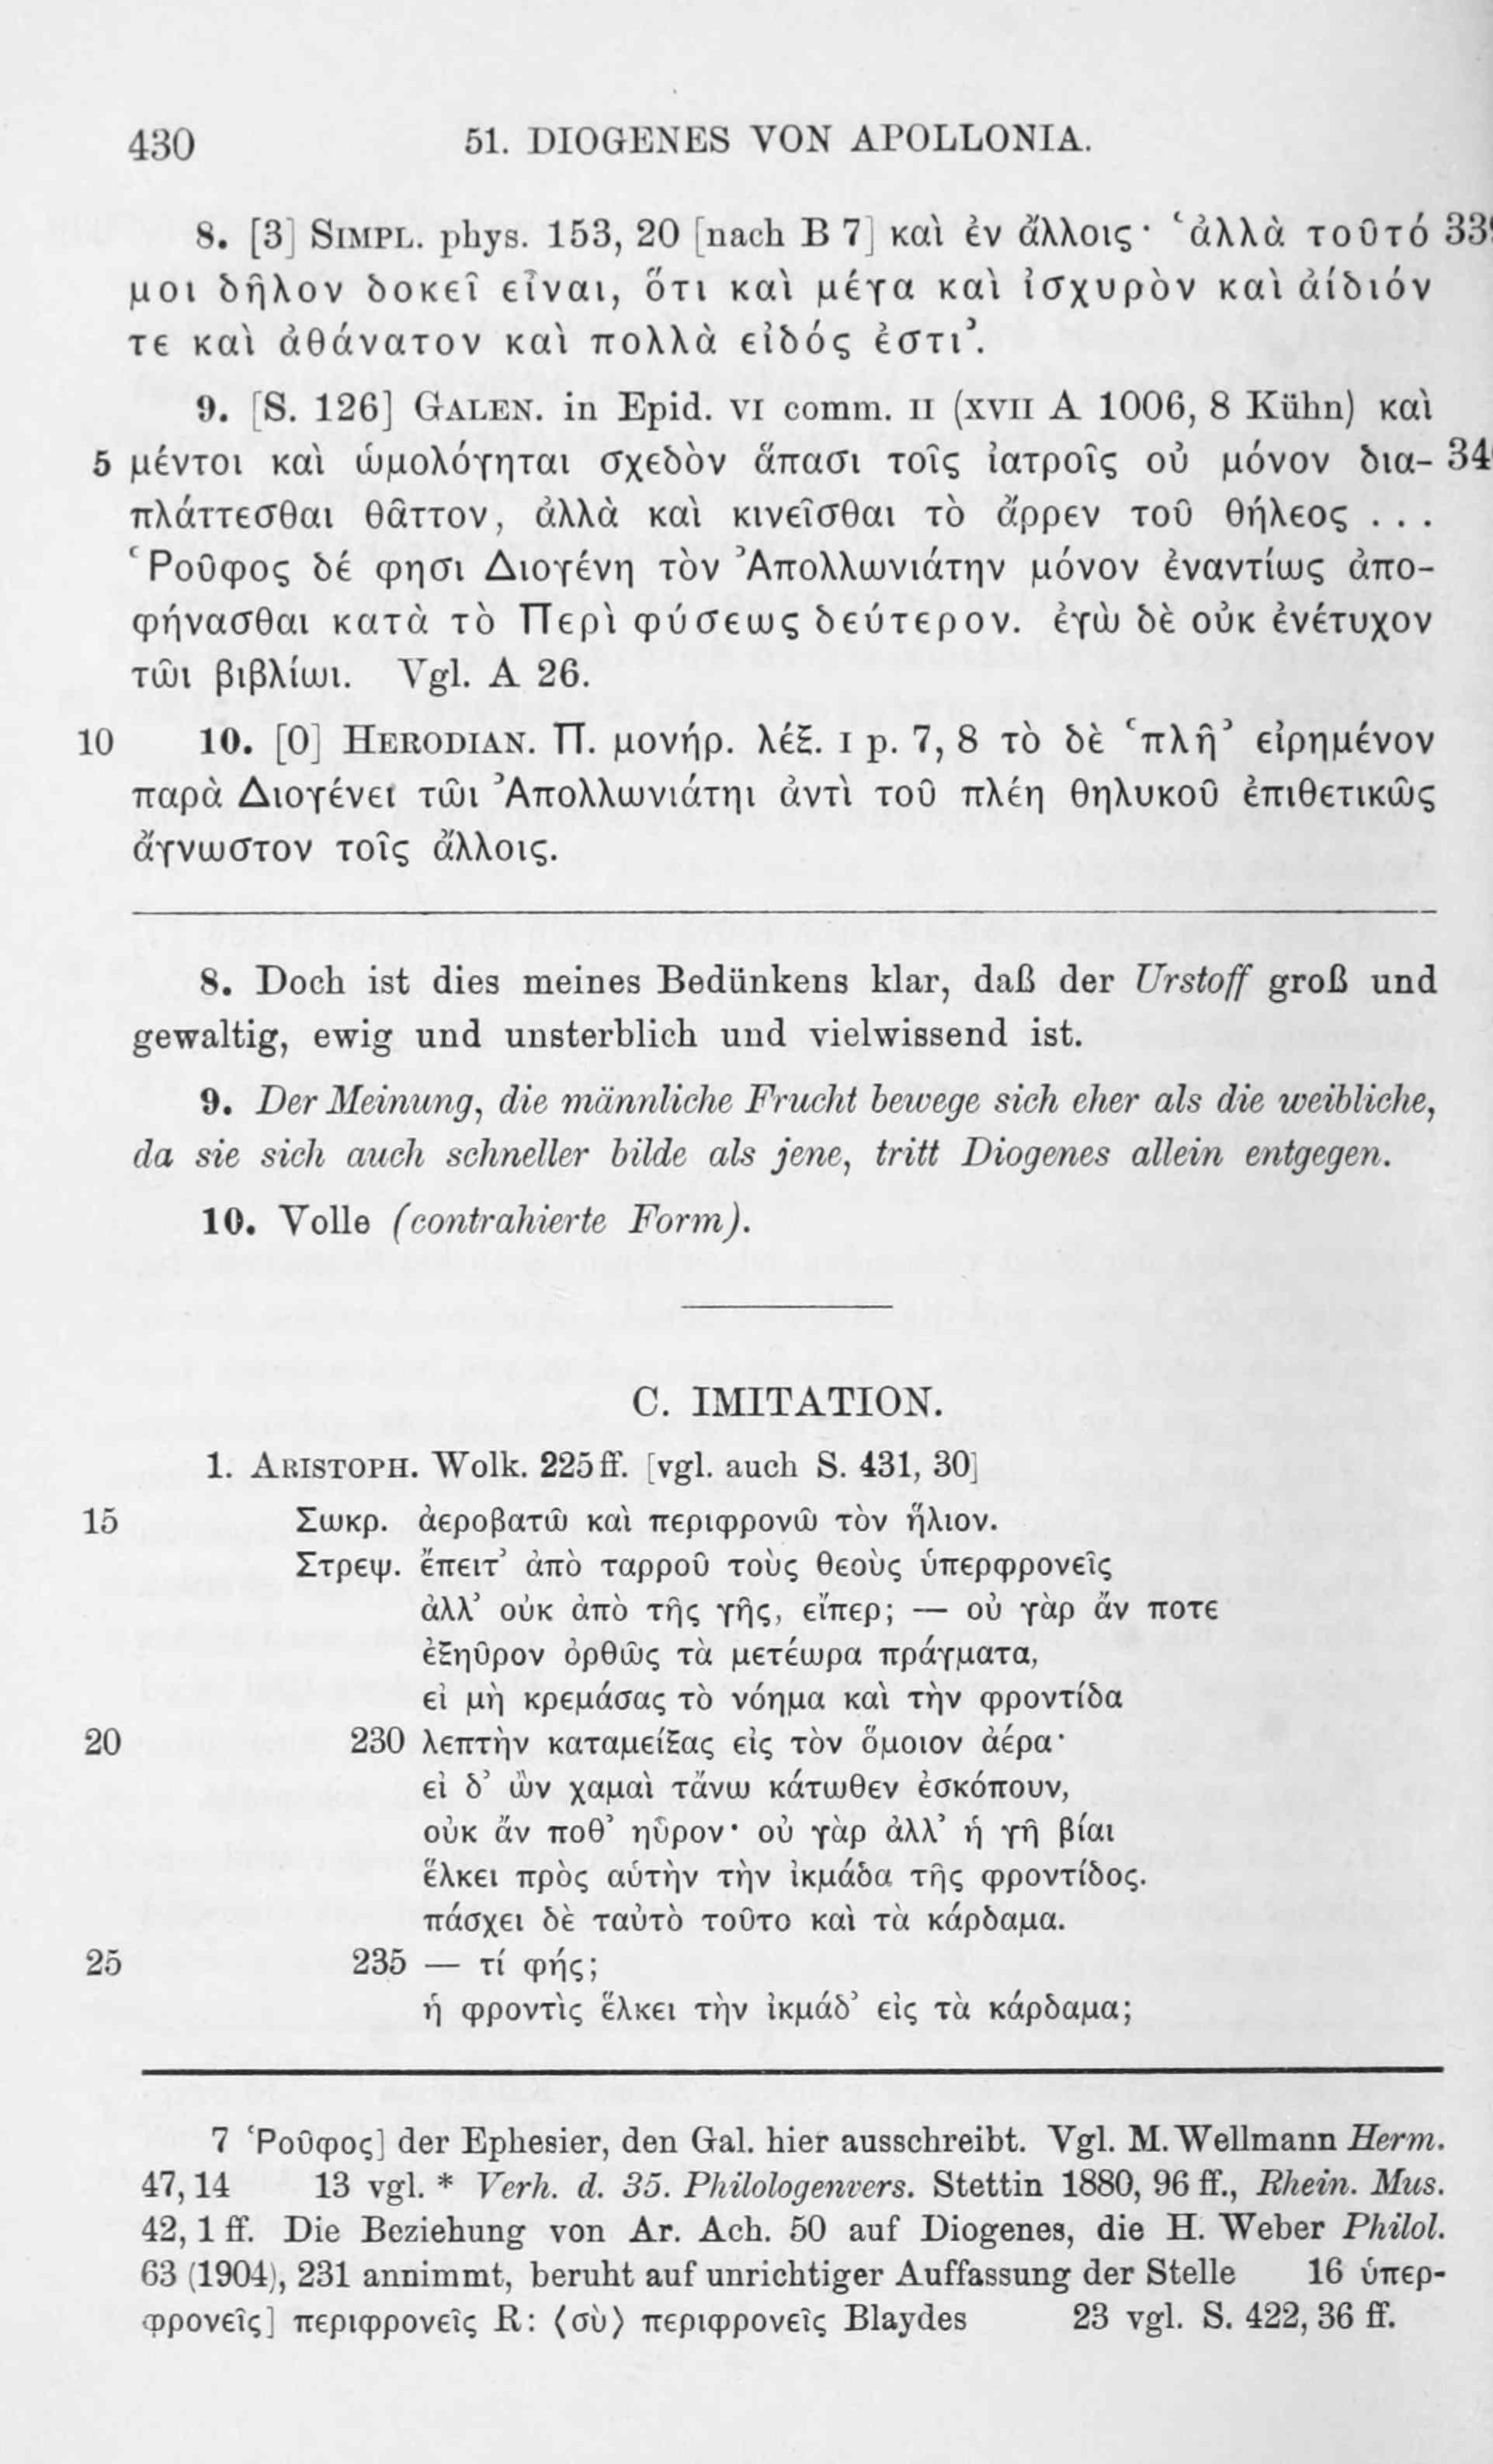 430 51. DIOGENES VON APOLLONIA.
8. [3] SIMPL. phys. 153, 20 [nach B 7] καὶ ἐν ἄλλοις· ‘ἀλλὰ τοῦτό
μοι δῆλον δοκεῖ εἶναι, ὅτι καὶ μέγα καὶ ἰσχυρὸν καὶ ἀίδιόν
τε καὶ ἀθάνατον καὶ πολλὰ εἰδός ἐστι’.
9. [S. 126] GALEN. in Epid. VI comm. II (XVII A 1006, 8 Kühn) καὶ
5 μέντοι καὶ ὡμολόγηται σχεδὸν ἅπασι τοῖς ἰατροῖς οὐ μόνον δια-
πλάττεσθαι θᾶττον, ἀλλὰ καὶ κινεῖσθαι τὸ ἄρρεν τοῦ θήλεος ...
Ῥοῦφος δέ φησι Διογένη τὸν Ἀπολλωνιάτην μόνον ἐναντίως ἀπο-
φήνασθαι κατὰ τὸ Περὶ φύσεως δεύτερον. ἐγὼ δὲ οὐκ ἐνέτυχον
τῶι βιβλίωι. Vgl. A 26.
10 10. [0] HERODIAN. Π. μονήρ. λέξ. I p. 7, 8 τὸ δὲ ‘πλῆ’ εἰρημένον
παρὰ Διογένει τῶι Ἀπολλωνιάτηι ἀντὶ τοῦ πλέη θηλυκοῦ ἐπιθετικῶς
ἄγνωστον τοῖς ἄλλοις.
8. Doch ist dies meines Bedünkens klar, daß der Urstoff groß und
gewaltig, ewig und unsterblich und vielwissend ist.
9. Der Meinung, die männliche Frucht bewege sich eher als die weibliche,
da sie sich auch schneller bilde als jene, tritt Diogenes allein entgegen.
10. Volle (contrahierte Form).
C. IMITATION.
1. ARISTOPH. Wolk. 225 ff. [vgl. auch S. 431, 30]
15 Σωκρ. ἀεροβατῶ καὶ περιφρονῶ τὸν ἥλιον.
Στρεψ. ἔπειτ’ ἀπὸ ταρροῦ τοὺς θεοὺς ὑπερφρονεῖς
ἀλλ’ οὐκ ἀπὸ τῆς γῆς, εἴπερ; — οὐ γὰρ ἄν ποτε
ἐξηῦρον ὀρθῶς τὰ μετέωρα πράγματα,
εἰ μὴ κρεμάσας τὸ νόημα καὶ τὴν φροντίδα
20 230 λεπτὴν καταμείξας εἰς τὸν ὅμοιον ἀέρα·
εἰ δ’ ὢν χαμαὶ τἄνω κάτωθεν ἐσκόπουν,
οὐκ ἄν ποθ’ ηὗρον· οὐ γὰρ ἀλλ’ ἡ γῆ βίαι
ἕλκει πρὸς αὑτὴν τὴν ἰκμάδα τῆς φροντίδος.
πάσχει δὲ ταὐτὸ τοῦτο καὶ τὰ κάρδαμα.
25 235 — τί φής;
ἡ φροντὶς ἕλκει τὴν ἰκμάδ’ εἰς τὰ κάρδαμα;
7 Ῥοῦφος] der Ephesier, den Gal. hier ausschreibt. Vgl. M. Wellmann Herm.
47, 14 13 vgl. * Verh. d. 35. Philologenvers. Stettin 1880, 96 ff., Rhein. Mus.
42, 1 ff. Die Beziehung von Ar. Ach. 50 auf Diogenes, die H. Weber Philol.
63 (1904), 231 annimmt, beruht auf unrichtiger Auffassung der Stelle 16 ὑπερ-
φρονεῖς] περιφρονεῖς R: ⟨σὺ⟩ περιφρονεῖς Blaydes 23 vgl. S. 422, 36 ff.